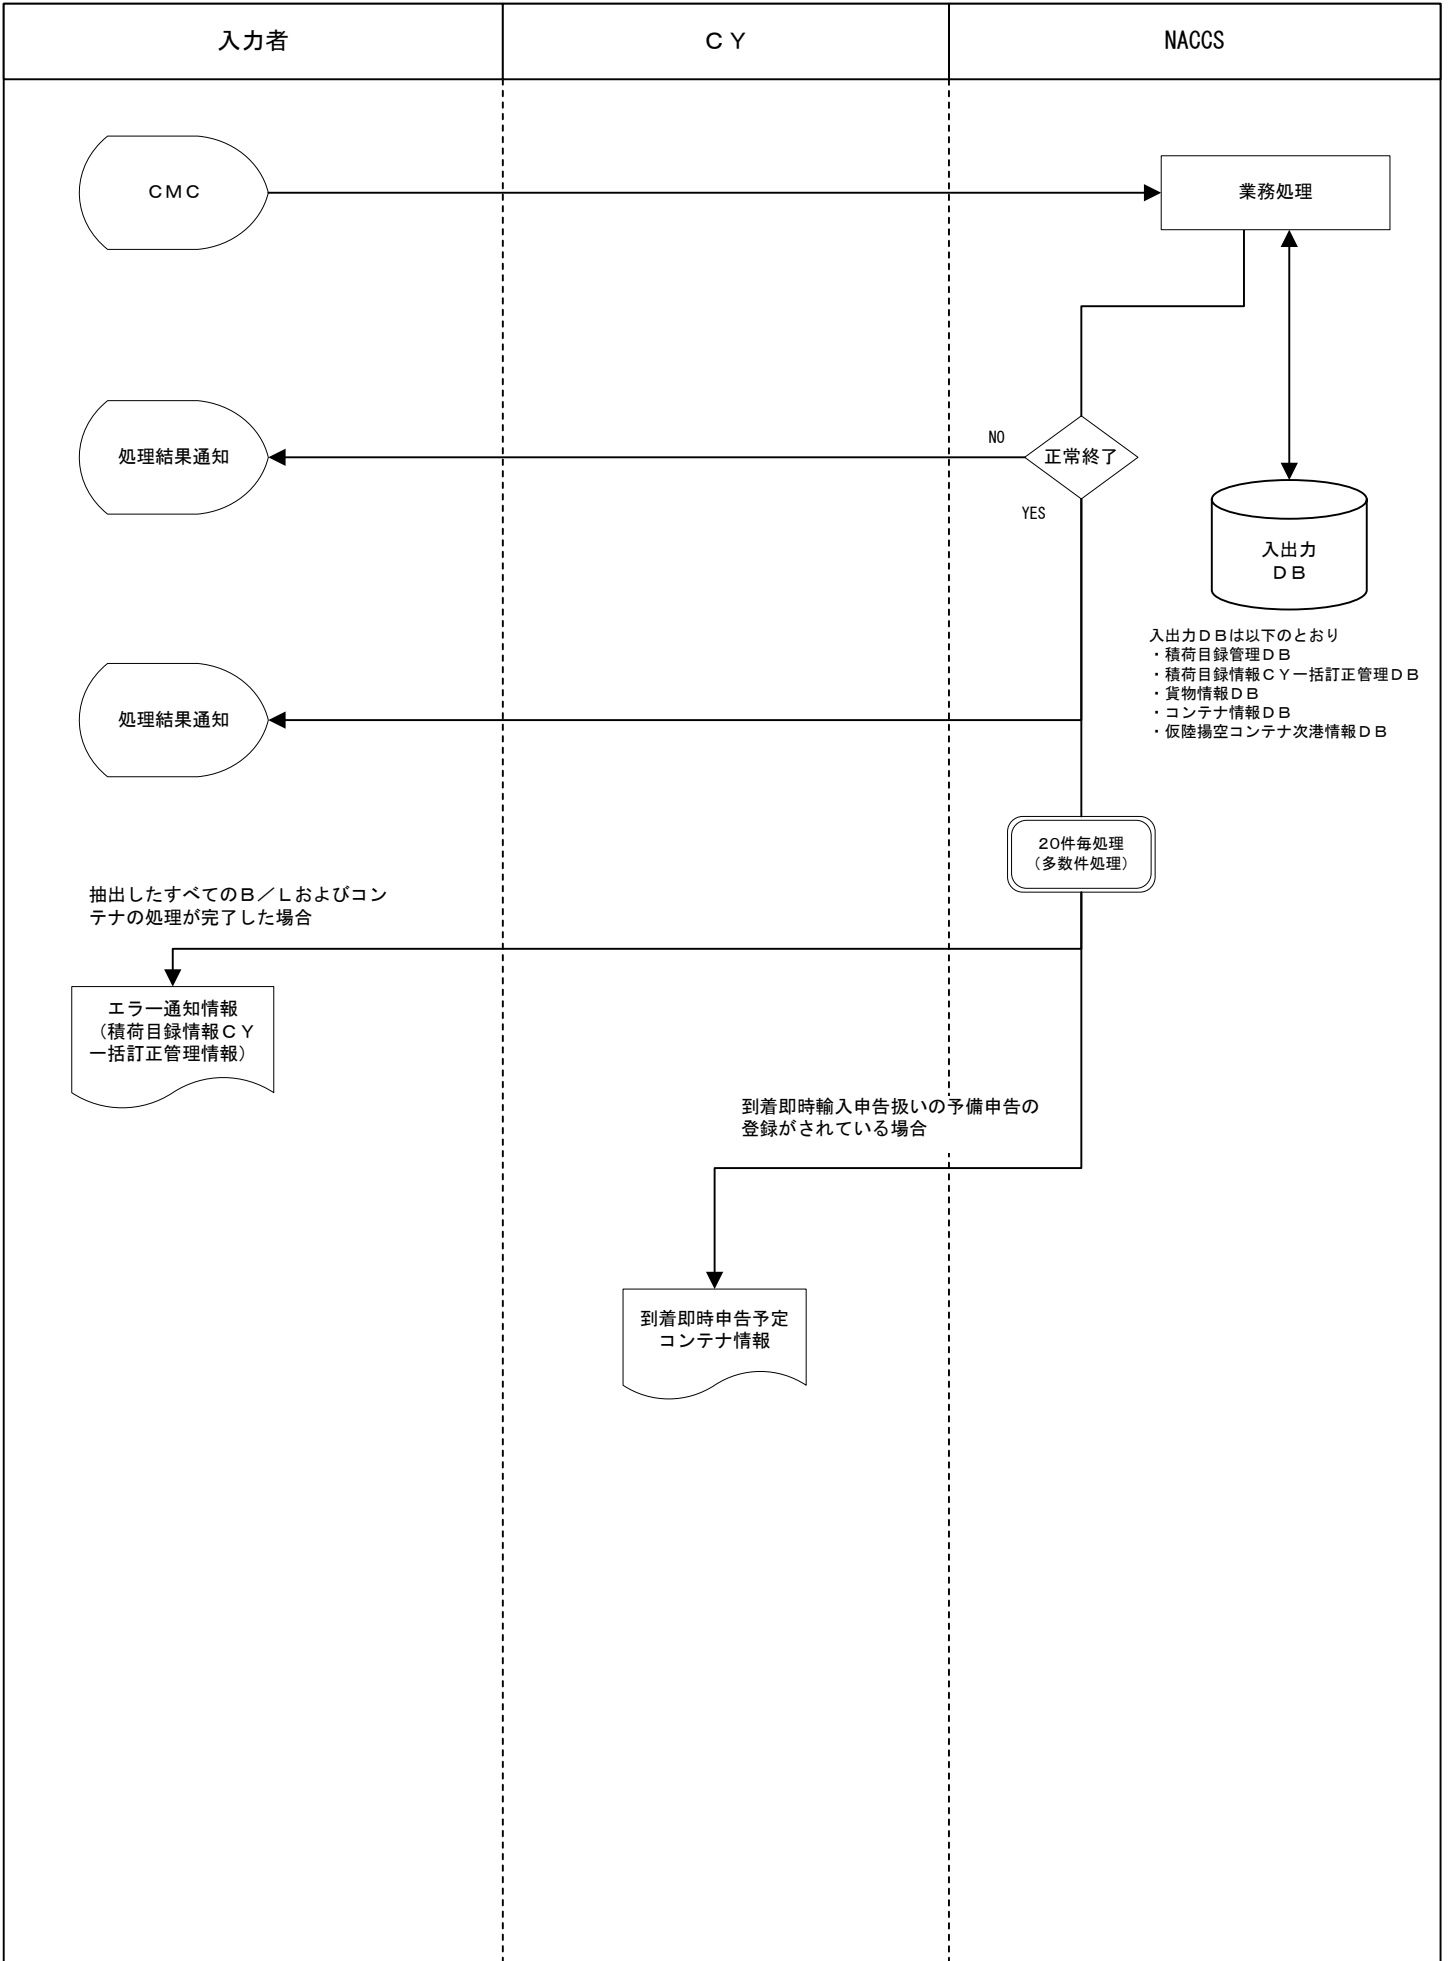 入力者
ＣＹ
NACCS
ＣＭＣ
業務処理
処理結果通知
NO
正常終了
YES
入出力
ＤＢ
入出力ＤＢは以下のとおり
・積荷目録管理ＤＢ
・積荷目録情報ＣＹ一括訂正管理ＤＢ
・貨物情報ＤＢ
・コンテナ情報ＤＢ
・仮陸揚空コンテナ次港情報ＤＢ
処理結果通知
２０件毎処理
（多数件処理）
抽出したすべてのＢ／Ｌおよびコン
テナの処理が完了した場合
エラー通知情報
（積荷目録情報ＣＹ
一括訂正管理情報）
到着即時輸入申告扱いの予備申告の
登録がされている場合
到着即時申告予定
コンテナ情報